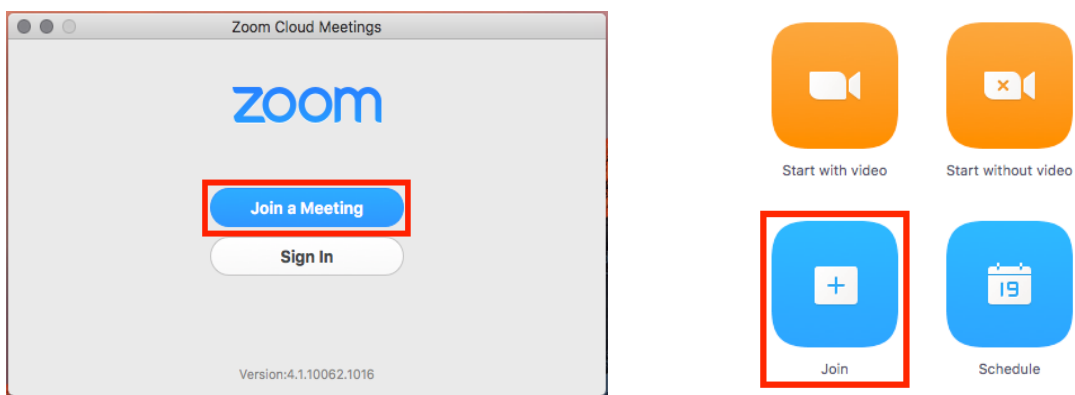 Zoom Cloud Meetings
zoom
Join a Meeting
Sign In
Version:4.1.10062.1016
Start with video
Start without video
19
Join
Schedule